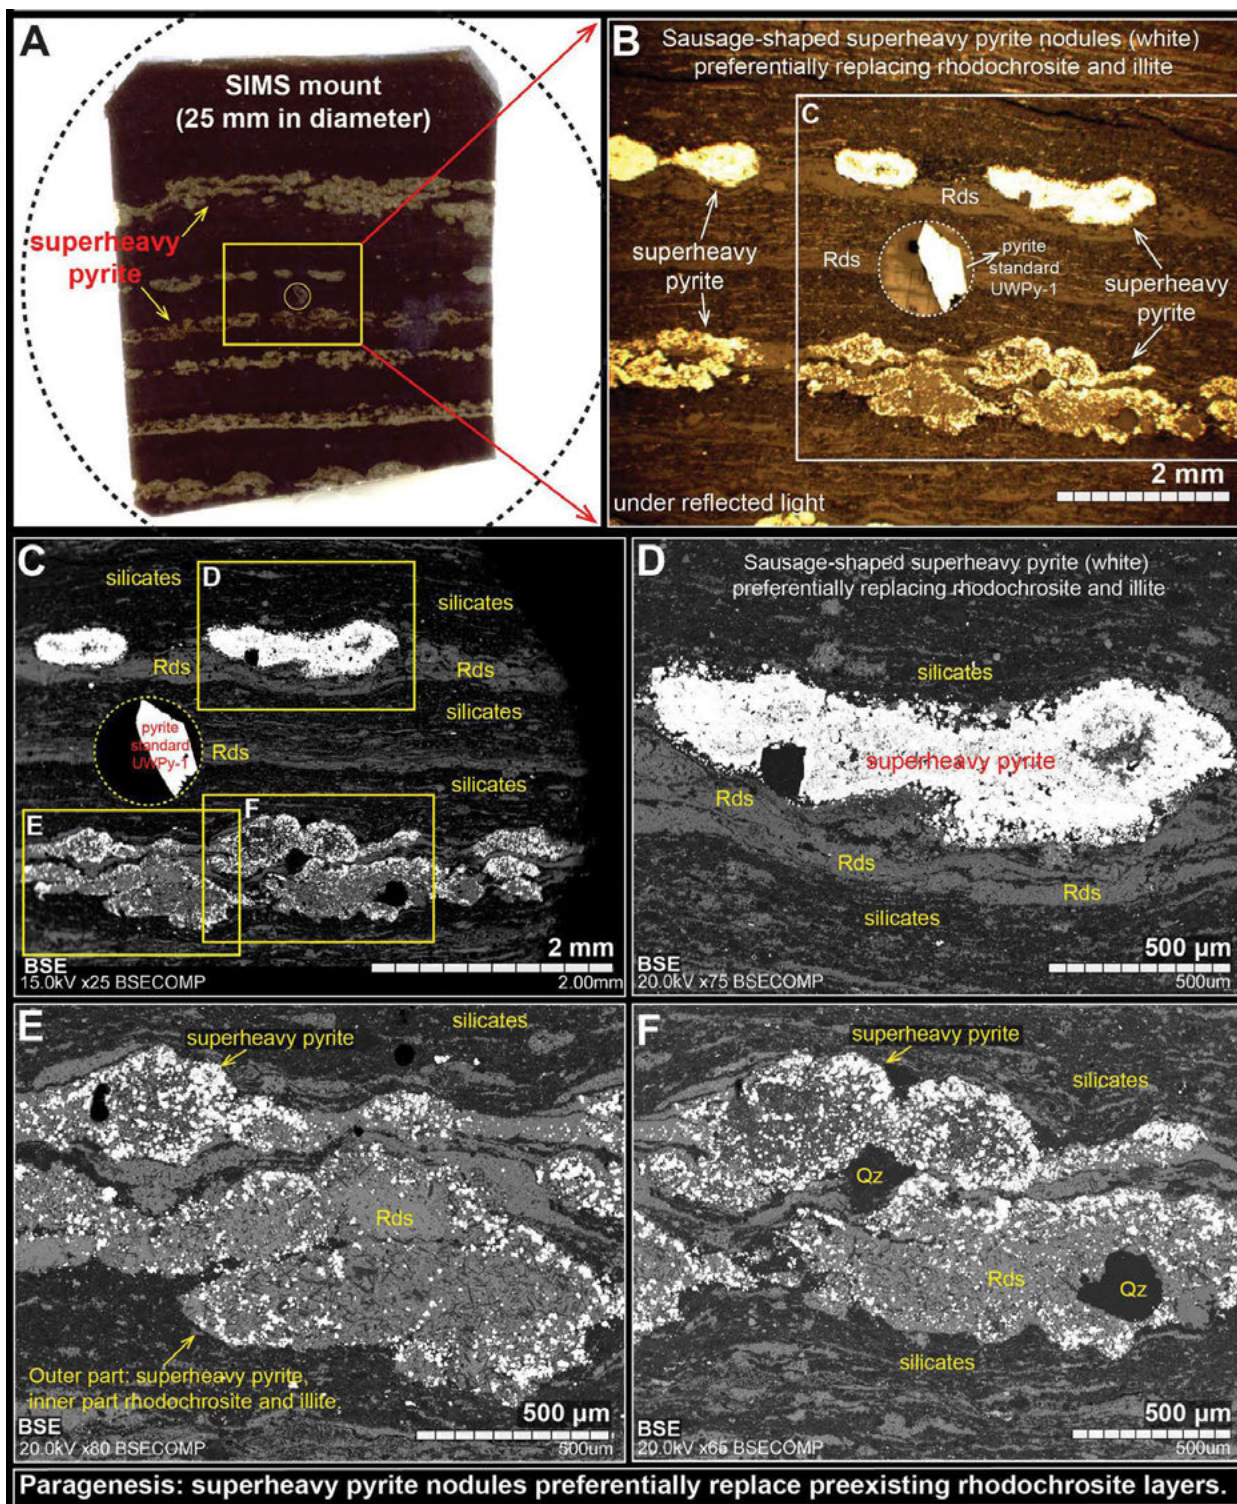 A
SIMS mount
(25 mm in diameter)
superheavy
pyrite
B
Sausage-shaped superheavy pyrite nodules (white)
preferentially replacing rhodochrosite and illite
C
Rds
Rds
superheavy
pyrite
pyrite
standard
UWPy-1
superheavy
pyrite
2 mm
under reflected light
C
silicates
D
silicates
Rds
Rds
silicates
pyrite
standard
UWPy-1
Rds
silicates
E
F
2 mm
BSE
15.0kV x25 BSECOMP
2.00mm
D
Sausage-shaped superheavy pyrite (white)
preferentially replacing rhodochrosite and illite
silicates
superheavy pyrite
Rds
Rds
Rds
silicates
500 µm
BSE
20.0kV x75 BSECOMP
500um
E
superheavy pyrite
silicates
Rds
Outer part: superheavy pyrite,
inner part rhodochrosite and illite.
500 µm
BSE
20.0kV x80 BSECOMP
500um
F
superheavy pyrite
silicates
Qz
Rds
Qz
silicates
500 µm
BSE
20.0kV x65 BSECOMP
500um
Paragenesis: superheavy pyrite nodules preferentially replace preexisting rhodochrosite layers.